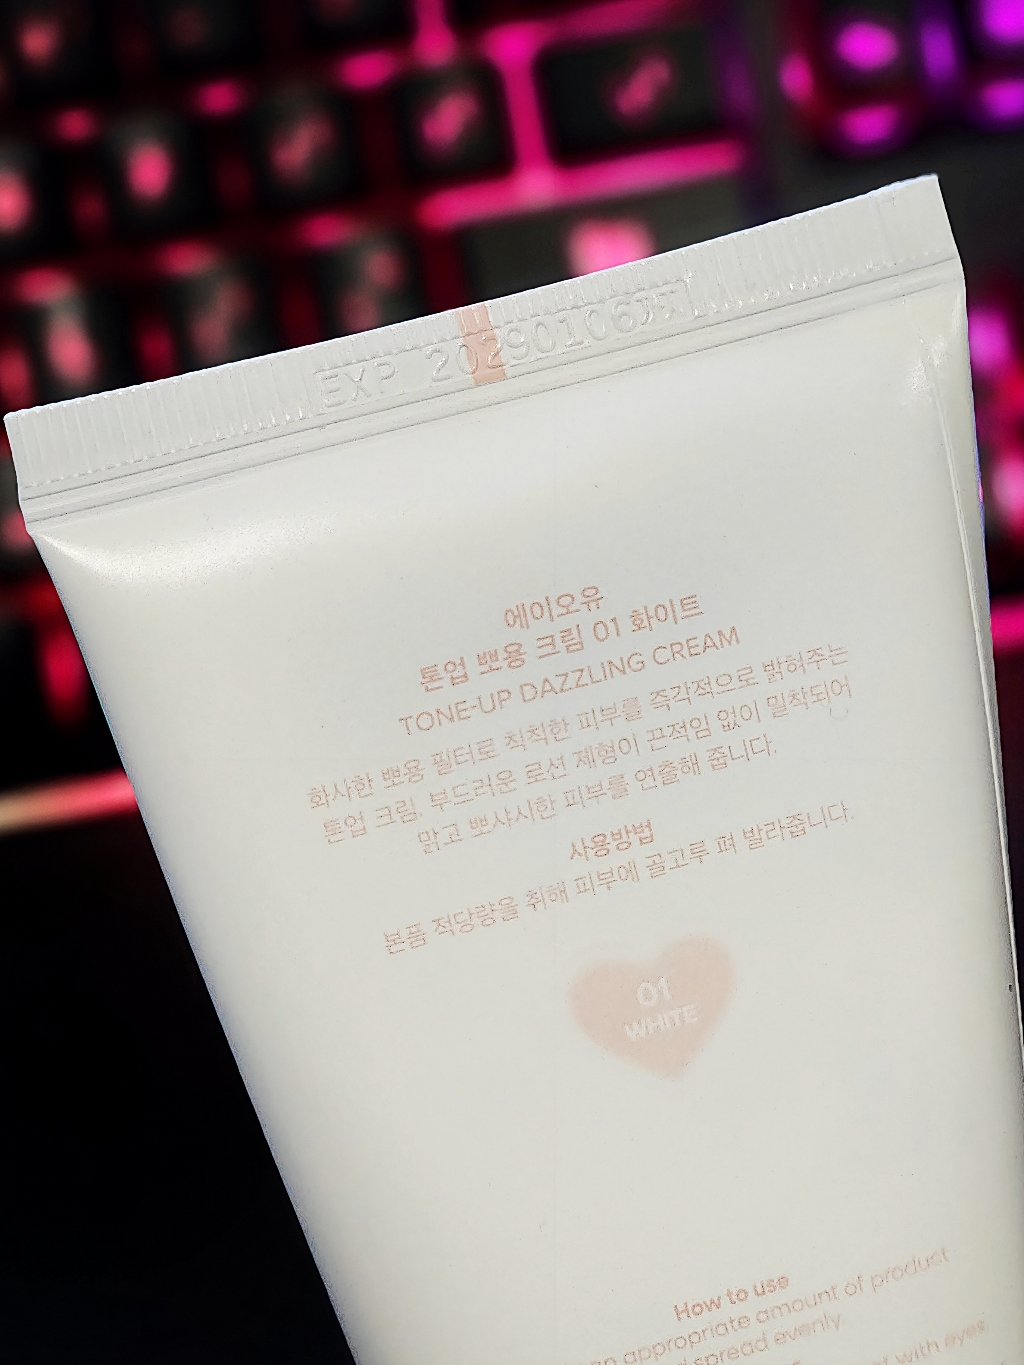 EXP 20290106
에이오유
톤업 뽀용 크림 01 화이트
TONE-UP DAZZLING CREAM
화사한 뽀용 필터로 칙칙한 피부를 즉각적으로 밝혀주는
톤업 크림. 부드러운 로션 제형이 끈적임 없이 밀착되어
맑고 뽀샤시한 피부를 연출해 줍니다.
사용방법
본품 적당량을 취해 피부에 골고루 펴 발라줍니다.
01
WHITE
How to use
an appropriate amount of product
spread evenly.
with eyes